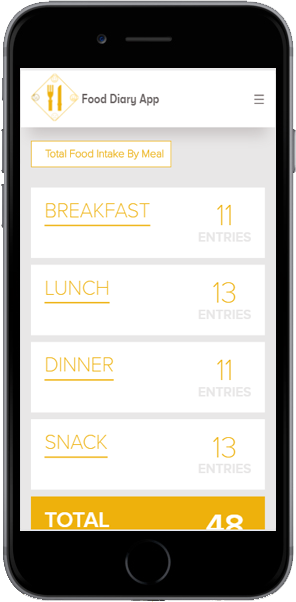 Food Diary App
Total Food Intake By Meal
BREAKFAST
11
ENTRIES
LUNCH
13
ENTRIES
DINNER
11
ENTRIES
SNACK
13
ENTRIES
TOTAL
48